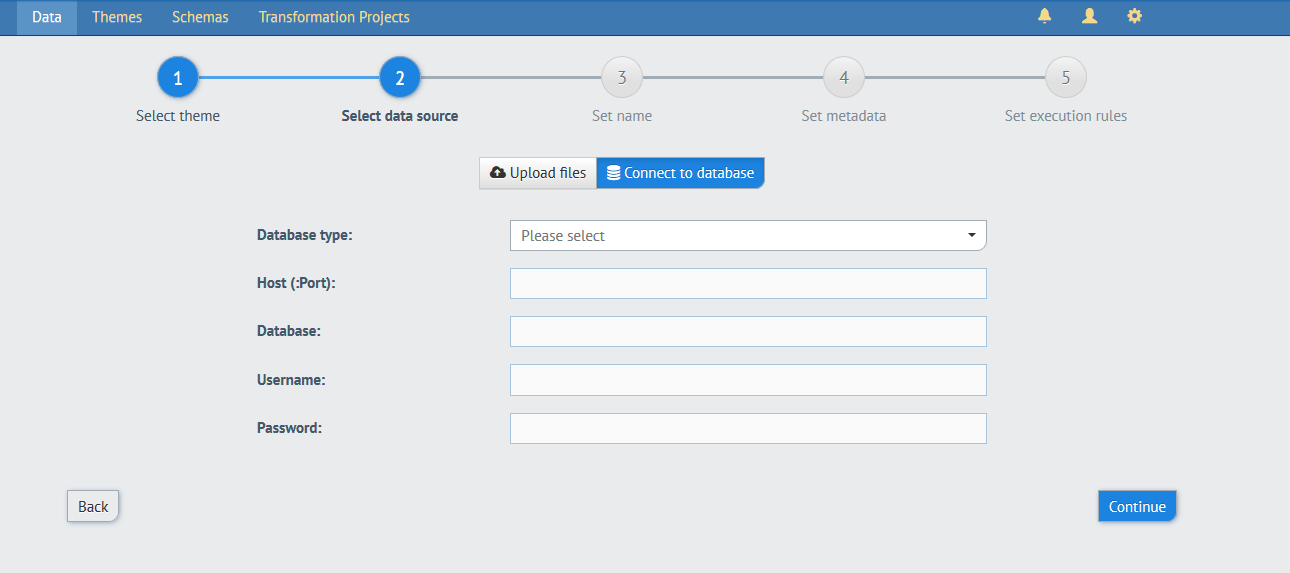 Data Themes Schemas Transformation Projects
1 2 3 4 5
Select theme Select data source Set name Set metadata Set execution rules
Upload files Connect to database
Database type: Please select
Host (:Port):
Database:
Username:
Password:
Back Continue